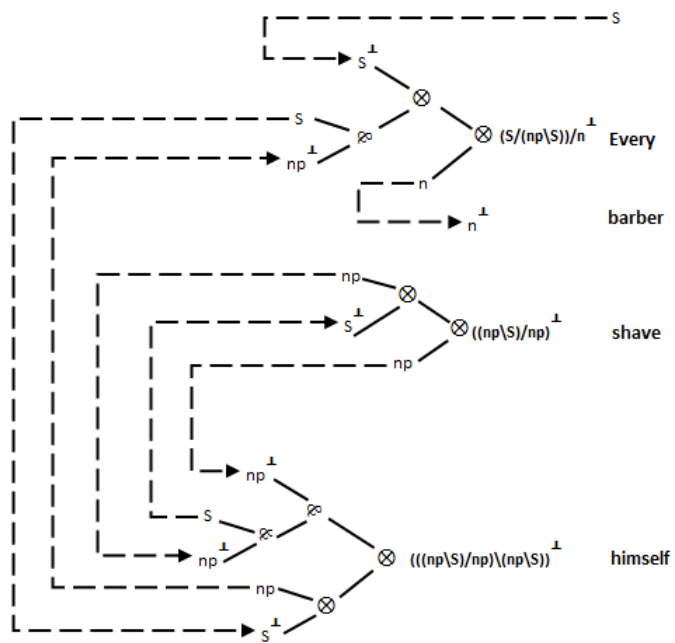 S
S⊥
⊗
S
⅋
⊗ (S/(np\S))/n⊥ Every
np⊥
n
n⊥ barber
np
⊗
S⊥
⊗ ((np\S)/np)⊥ shave
np
np⊥
⅋
S
⅋
np⊥
⊗ (((np\S)/np)\(np\S))⊥ himself
np
⊗
S⊥